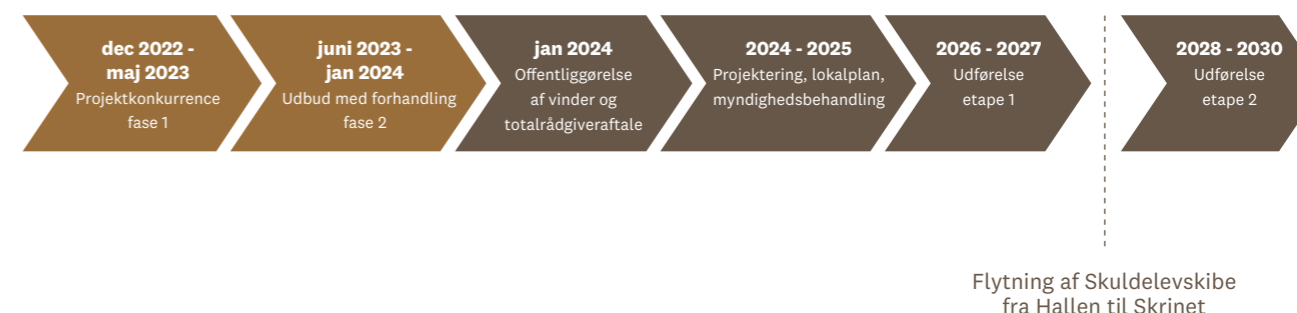 dec 2022 -
maj 2023
Projektkonkurrence
fase 1
juni 2023 -
jan 2024
Udbud med forhandling
fase 2
jan 2024
Offentliggørelse
af vinder og
totalrådgiveraftale
2024 - 2025
Projektering, lokalplan,
myndighedsbehandling
2026 - 2027
Udførelse
etape 1
2028 - 2030
Udførelse
etape 2
Flytning af Skuldelevskibe
fra Hallen til Skrinet